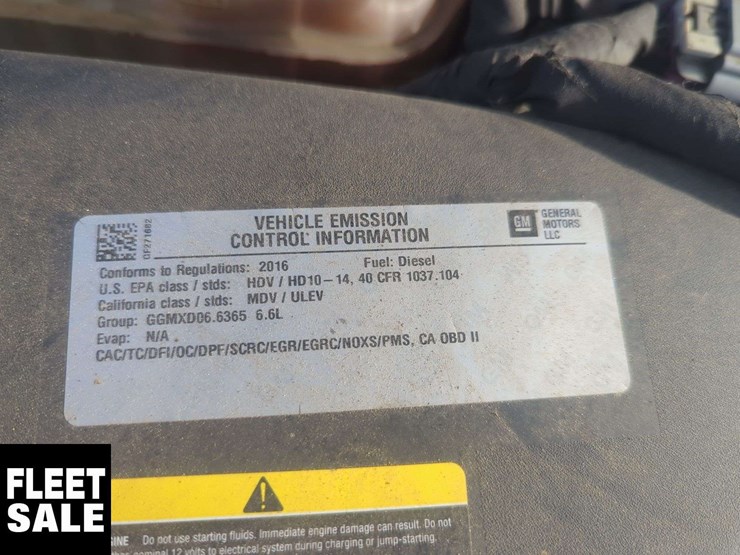 VEHICLE EMISSION
CONTROL INFORMATION
GM GENERAL
MOTORS
LLC
Conforms to Regulations: 2016 Fuel: Diesel
U.S. EPA class / stds: HDV / HD10-14, 40 CFR 1037.104
California class / stds: MDV / ULEV
Group: GGMXD06.6365 6.6L
Evap: N/A
CAC/TC/DFI/OC/DPF/SCRC/EGR/EGRC/NOXS/PMS, CA OBD II
FLEET
SALE
Do not use starting fluids. Immediate engine damage can result. Do not
nominal 12 volts to electrical system during charging or jump-starting.